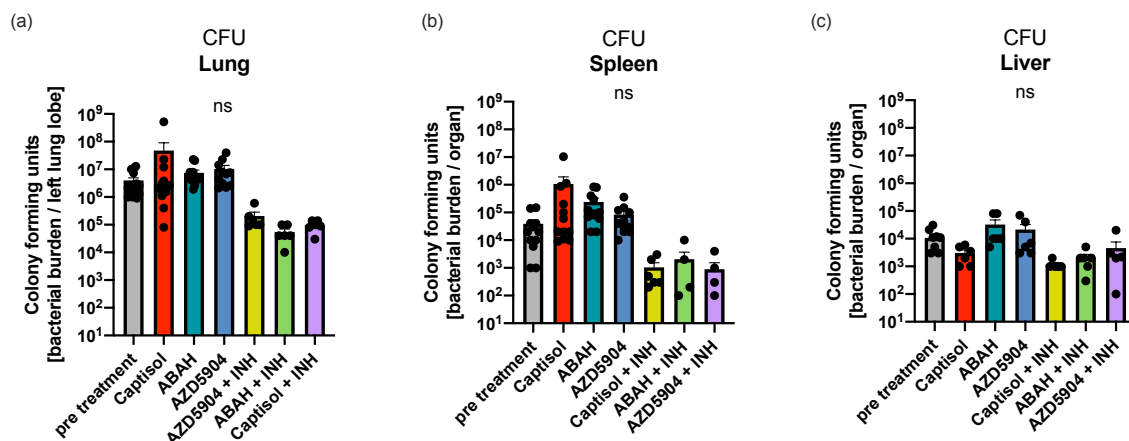 (a)
CFU
Lung
ns
Colony forming units
[bacterial burden / left lung lobe]
10⁹
10⁸
10⁷
10⁶
10⁵
10⁴
10³
10²
10¹
pre treatment
Captisol
ABAH
AZD5904
AZD5904 + INH
ABAH + INH
Captisol + INH
(b)
CFU
Spleen
ns
Colony forming units
[bacterial burden / organ]
10⁹
10⁸
10⁷
10⁶
10⁵
10⁴
10³
10²
10¹
pre treatment
Captisol
ABAH
AZD5904
Captisol + INH
ABAH + INH
AZD5904 + INH
(c)
CFU
Liver
ns
Colony forming units
[bacterial burden / organ]
10⁹
10⁸
10⁷
10⁶
10⁵
10⁴
10³
10²
10¹
pre treatment
Captisol
ABAH
AZD5904
Captisol + INH
ABAH + INH
AZD5904 + INH